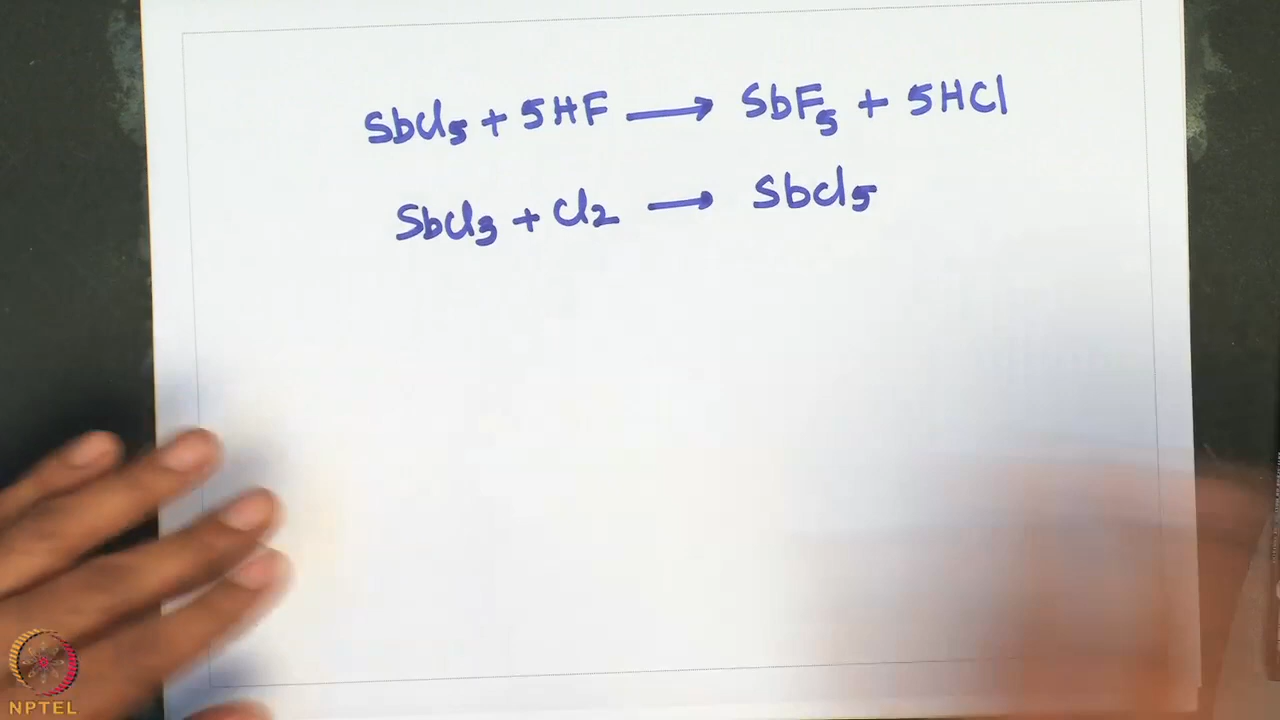 SbCl5 + 5HF → SbF5 + 5HCl
SbCl3 + Cl2 → SbCl5
NPTEL